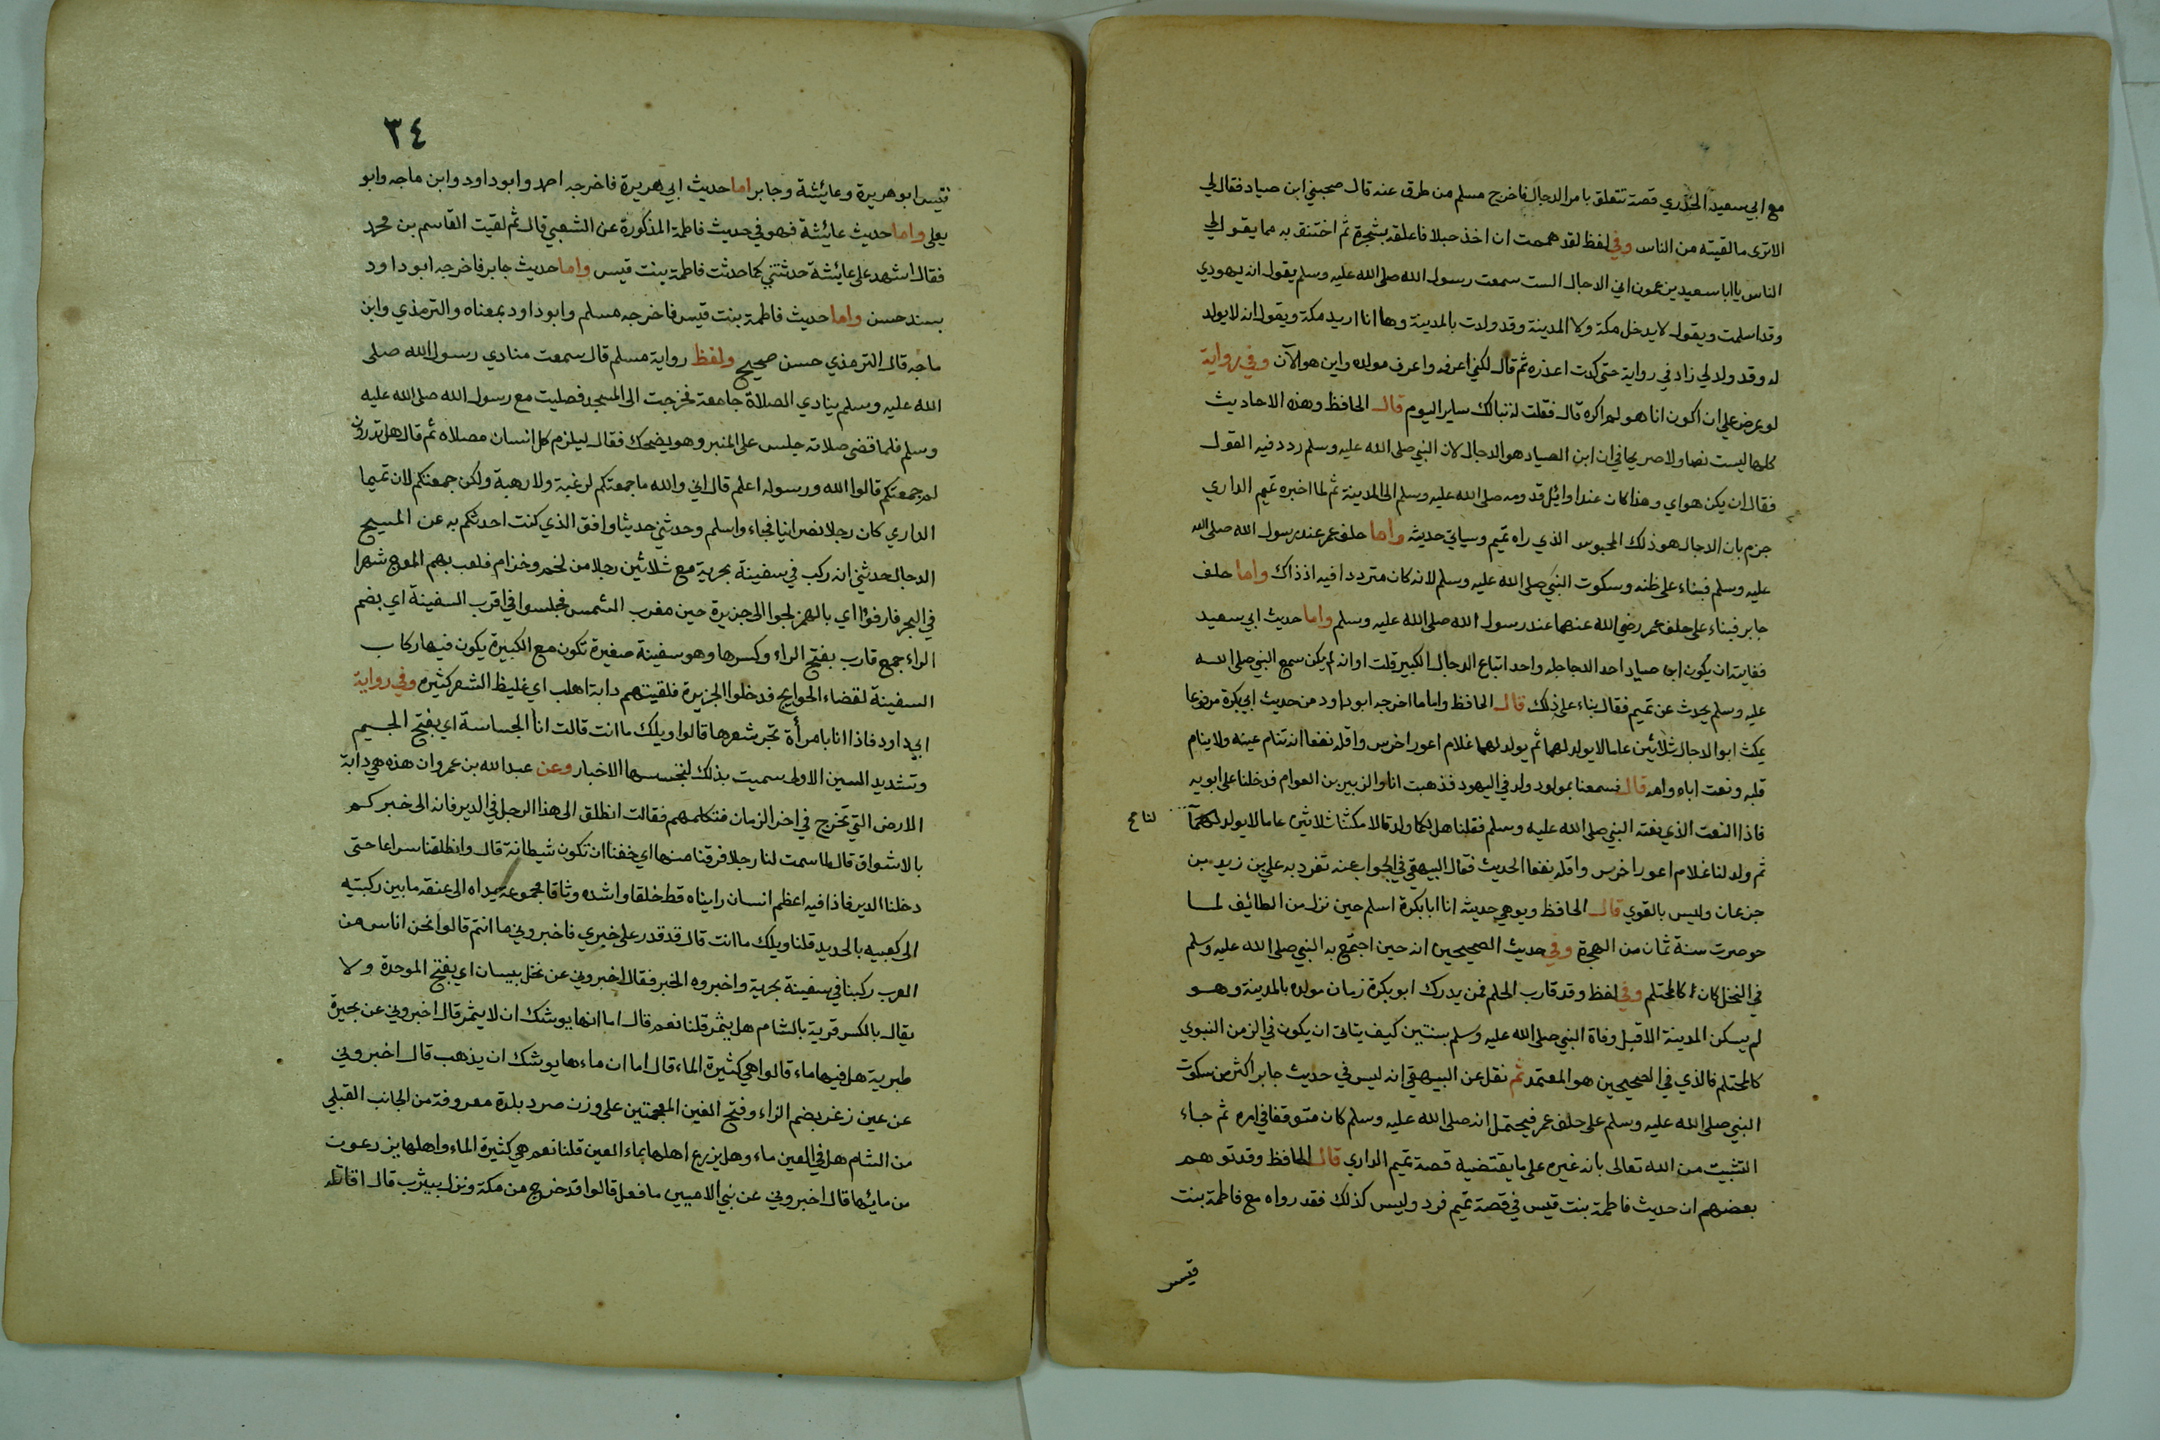 مع ابي سعيد الخدري قصة تتعلق بامر الدجال فاخرج مسلم من طرق عنه قال صحبني ابن صياد فقال لي
الا ترى ما لقيته من الناس وفي لفظ لقد هممت ان اخذ حبلا فاعلقه بشجرة ثم اختنق به مما يقول لي
الناس يا ابا سعيد يزعمون اني الدجال الست سمعت رسول الله صلى الله عليه وسلم يقول انه يهودي
وقد اسلمت ويقول لا يدخل مكة ولا المدينة وقد ولدت بالمدينة وها انا اريد مكة ويقول انه لا يولد
له وقد ولد لي زاد في رواية حتى كدت اعذره ثم قال لكني اعرفه واعرف مولده واين هو الآن وفي رواية
لو عرض علي ان اكون انا هو لم اكره قال فقلت له تبا لك ساير اليوم قال الحافظ وهذه الاحاديث
كلها ليست نصا ولا صريحا في ان ابن الصياد هو الدجال لان النبي صلى الله عليه وسلم ردد فيه القول
فقال ان يكن هو اي وهذا كان عند اوائل قدومه صلى الله عليه وسلم الى المدينة ثم لما اخبره تميم الداري
جزم بان الدجال هو ذلك المحبوس الذي راه تميم وسياتي حديثه واما حلف عمر عند رسول الله صلى الله
عليه وسلم فبناء على ظنه وسكوت النبي صلى الله عليه وسلم لانه كان مترددا فيه اذ ذاك واما حلف
جابر فبناء على حلف عمر رضي الله عنهما عند رسول الله صلى الله عليه وسلم واما حديث ابي سعيد
فغايته ان يكون ابن صياد احد الدجاجله واحد اتباع الدجال الكبير قلت او انه لم يكن سمع النبي صلى الله
عليه وسلم يحدث عن تميم فقال بناء على ذلك قال الحافظ واما ما اخرجه ابو داود من حديث ابي بكرة مرفوعا
يمكث ابوا الدجال ثلاثين عاما لا يولد لهما ثم يولد لهما غلام اعور اخرس واقله نفعا انه تنام عينه ولا ينام
قلبه ونعت اباه وامه قال فسمعنا بمولود ولد في اليهود فذهبت انا والزبير بن العوام فدخلنا على ابويه
فاذا النعت الذي نعته النبي صلى الله عليه وسلم فقلنا هل لكما ولد قالا مكثنا ثلاثين عاما لا يولد لهما
لنا صح
ثم ولد لنا غلام اعور اخرس واقله نفعا الحديث فقال البيهقي في الجواب عنه تفرد به علي بن زيد بن
جزعان وليس بالقوي قال الحافظ ويوهي حديثه ان ابا بكرة اسلم حين نزل من الطائف لما
حوصرت سنة ثمان من الهجرة وفي حديث الصحيحين انه حين اجتمع به النبي صلى الله عليه وسلم
في النخل كان كالمحتلم وفي لفظ وقد قارب الحلم فمن يدرك ابو بكرة زمان مولده بالمدينة وهو
لم يسكن المدينة الا قبل وفاة النبي صلى الله عليه وسلم بسنتين كيف يتاتى ان يكون في الزمن النبوي
كالمحتلم فالذي في الصحيحين هو المعتمد ثم نقل عن البيهقي انه ليس في حديث جابر اكثر من سكوت
النبي صلى الله عليه وسلم على حلف عمر فيحتمل انه صلى الله عليه وسلم كان متوقفا في امره ثم جاء
التثبيت من الله تعالى بانه غيره على ما يقتضيه قصة تميم الداري قال الحافظ وقد توهم
بعضهم ان حديث فاطمة بنت قيس في قصة تميم فرد وليس كذلك فقد رواه مع فاطمة بنت
قيس
٣٤
قيس ابو هريرة وعايشة وجابر اما حديث ابي هريرة فاخرجه احمد وابو داود وابن ماجه وابو
يعلى واما حديث عايشة فهو في حديث فاطمة المذكورة عن الشعبي قال ثم لقيت القاسم بن محمد
فقال اشهد على عايشة حدثتني كما حدثت فاطمة بنت قيس واما حديث جابر فاخرجه ابو داود
بسند حسن واما حديث فاطمة بنت قيس فاخرجه مسلم وابو داود بمعناه والترمذي وابن
ماجه قال الترمذي حسن صحيح ولفظ رواية مسلم قال سمعت منادي رسول الله صلى
الله عليه وسلم ينادي الصلاة جامعة فخرجت الى المسجد فصليت مع رسول الله صلى الله عليه
وسلم فلما قضى صلاته جلس على المنبر وهو يضحك فقال ليلزم كل انسان مصلاه ثم قال هل تدرون
لم جمعتكم قالوا الله ورسوله اعلم قال اني والله ما جمعتكم لرغبة ولا رهبة ولكن جمعتكم لان تميما
الداري كان رجلا نصرانيا فجاء واسلم وحدثني حديثا وافق الذي كنت احدثكم به عن المسيح
الدجال حدثني انه ركب في سفينة بحرية مع ثلاثين رجلا من لخم وخزام فلعب بهم الموج شهرا
في البحر فارفؤا اي بالهمز لجوا الى جزيرة حين مغرب الشمس فجلسوا في اقرب السفينة اي بضم
الراء جمع قارب بفتح الراء وكسرها وهو سفينة صغيرة تكون مع الكبيرة يكون فيها ركاب
السفينة لقضاء الحوايج فدخلوا الجزيرة فلقيتهم دابة اهلب اي غليظ الشعر كثيره وفي رواية
ابي داود فاذا انا بامرأة تجر شعرها قالوا ويلك ما انت قالت انا الجساسة اي بفتح الجيم
وتشديد السين الاولى سميت بذلك لتجسسها الاخبار وعن عبد الله بن عمرو ان هذه هي دابة
الارض التي تخرج في اخر الزمان فتكلمهم فقالت انطلق الى هذا الرجل في الدير فانه الى خبركم
بالاشواق قال لما سمت لنا رجلا فرقنا منها اي خفنا ان تكون شيطانة قال وانطلقنا سراعا حتى
دخلنا الدير فاذا فيه اعظم انسان رايناه قط خلقا واشده وثاقا مجموعة يداه الى عنقه ما بين ركبتيه
الى كعبيه بالحديد قلنا ويلك ما انت قال قد قدرتم على خبري فاخبروني ما انتم قالوا نحن اناس من
العرب ركبنا في سفينة بحرية واخبروه الخبر فقال اخبروني عن نخل بيسان اي بفتح الموحدة ولا
يقال بالكسر قرية بالشام هل يثمر قلنا نعم قال اما انها يوشك ان لا يثمر قال اخبروني عن بحيرة
طبرية هل فيها ماء قالوا هي كثيرة الماء قال اما ان ماءها يوشك ان يذهب قال اخبروني
عن عين زغر بضم الزاء وفتح الغين المعجمتين على وزن صرد بلدة معروفة من الجانب القبلي
من الشام هل في العين ماء وهل يزرع اهلها بماء العين قلنا نعم هي كثيرة الماء واهلها يزرعون
من مائها قال اخبروني عن نبي الاميين ما فعل قالوا قد خرج من مكة ونزل بيثرب قال اقاتله